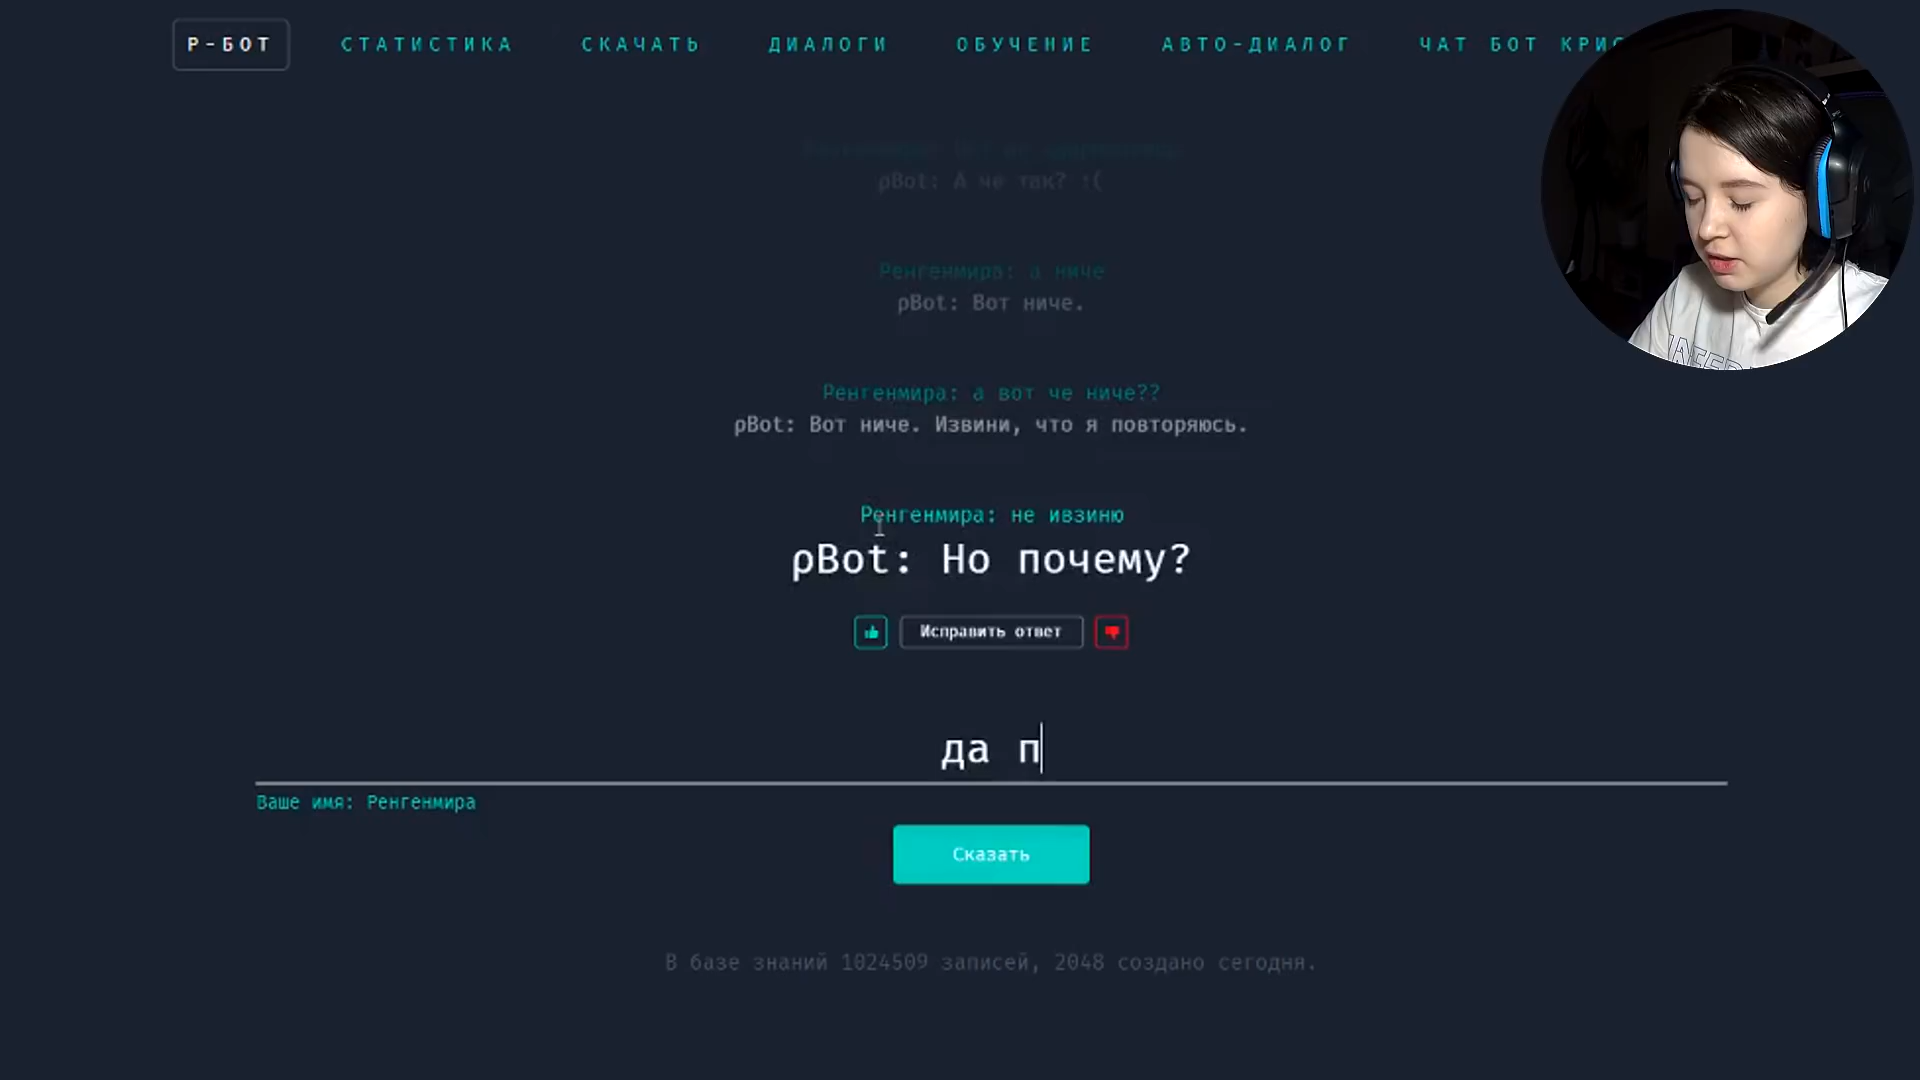 Р-БОТ СТАТИСТИКА СКАЧАТЬ ДИАЛОГИ ОБУЧЕНИЕ АВТО-ДИАЛОГ ЧАТ БОТ КРИС
ρBot: А че так? :(
Ренгенмира: а ниче
ρBot: Вот ниче.
Ренгенмира: а вот че ниче??
ρBot: Вот ниче. Извини, что я повторяюсь.
Ренгенмира: не ивзиню
ρBot: Но почему?
Исправить ответ
да п
Ваше имя: Ренгенмира
Сказать
В базе знаний 1024509 записей, 2048 создано сегодня.